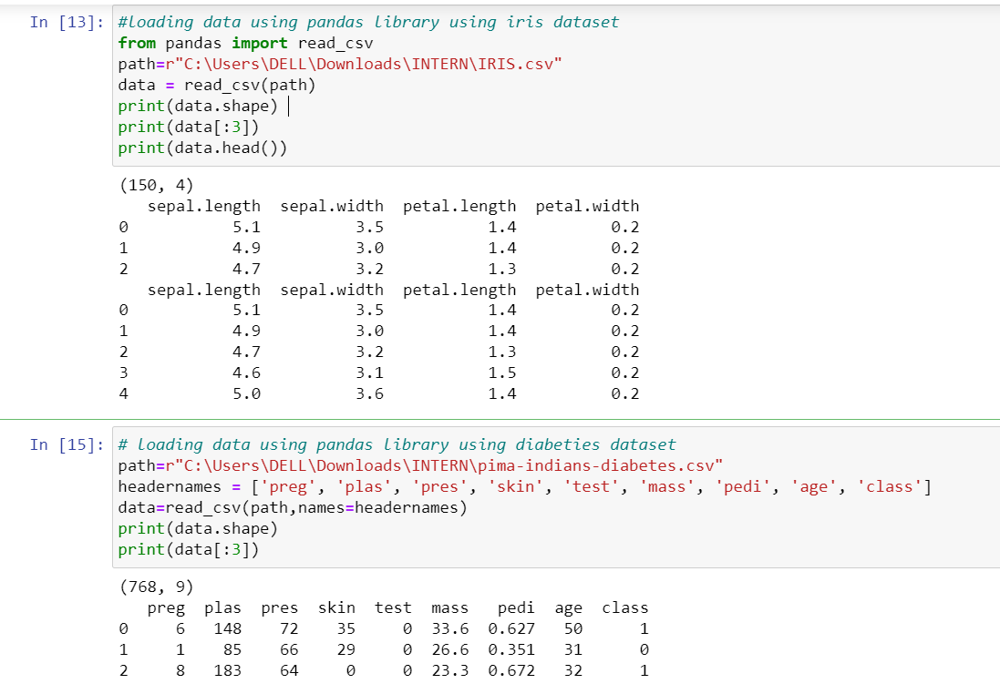 In [13]: #loading data using pandas library using iris dataset
from pandas import read_csv
path=r"C:\Users\DELL\Downloads\INTERN\IRIS.csv"
data = read_csv(path)
print(data.shape)
print(data[:3])
print(data.head())
(150, 4)
   sepal.length  sepal.width  petal.length  petal.width
0           5.1          3.5           1.4          0.2
1           4.9          3.0           1.4          0.2
2           4.7          3.2           1.3          0.2
   sepal.length  sepal.width  petal.length  petal.width
0           5.1          3.5           1.4          0.2
1           4.9          3.0           1.4          0.2
2           4.7          3.2           1.3          0.2
3           4.6          3.1           1.5          0.2
4           5.0          3.6           1.4          0.2
In [15]: # loading data using pandas library using diabeties dataset
path=r"C:\Users\DELL\Downloads\INTERN\pima-indians-diabetes.csv"
headernames = ['preg', 'plas', 'pres', 'skin', 'test', 'mass', 'pedi', 'age', 'class']
data=read_csv(path,names=headernames)
print(data.shape)
print(data[:3])
(768, 9)
   preg  plas  pres  skin  test  mass   pedi  age  class
0     6   148    72    35     0  33.6  0.627   50      1
1     1    85    66    29     0  26.6  0.351   31      0
2     8   183    64     0     0  23.3  0.672   32      1